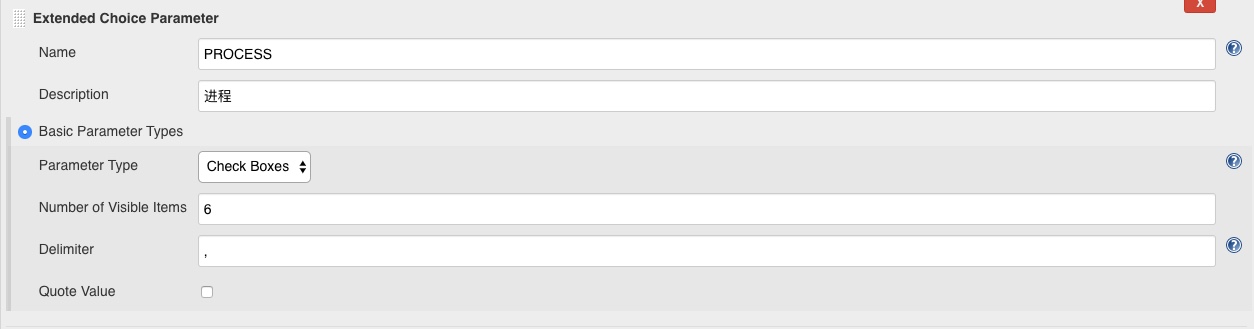 X
Extended Choice Parameter
Name PROCESS ?
Description 进程
Basic Parameter Types
Parameter Type Check Boxes ?
Number of Visible Items 6
Delimiter , ?
Quote Value